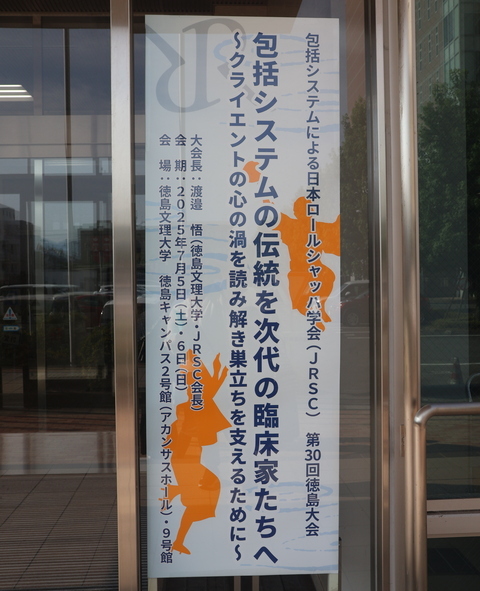 包括システムによる日本ロールシャッハ学会(JRSC) 第30回徳島大会
包括システムの伝統を次代の臨床家たちへ
～クライエントの心の渦を読み解き巣立ちを支えるために～
大会長：渡邉 悟(徳島文理大学・JRSC会長)
会 期：2025年7月5日(土)・6日(日)
会 場：徳島文理大学 徳島キャンパス2号館(アカンサスホール)・9号館